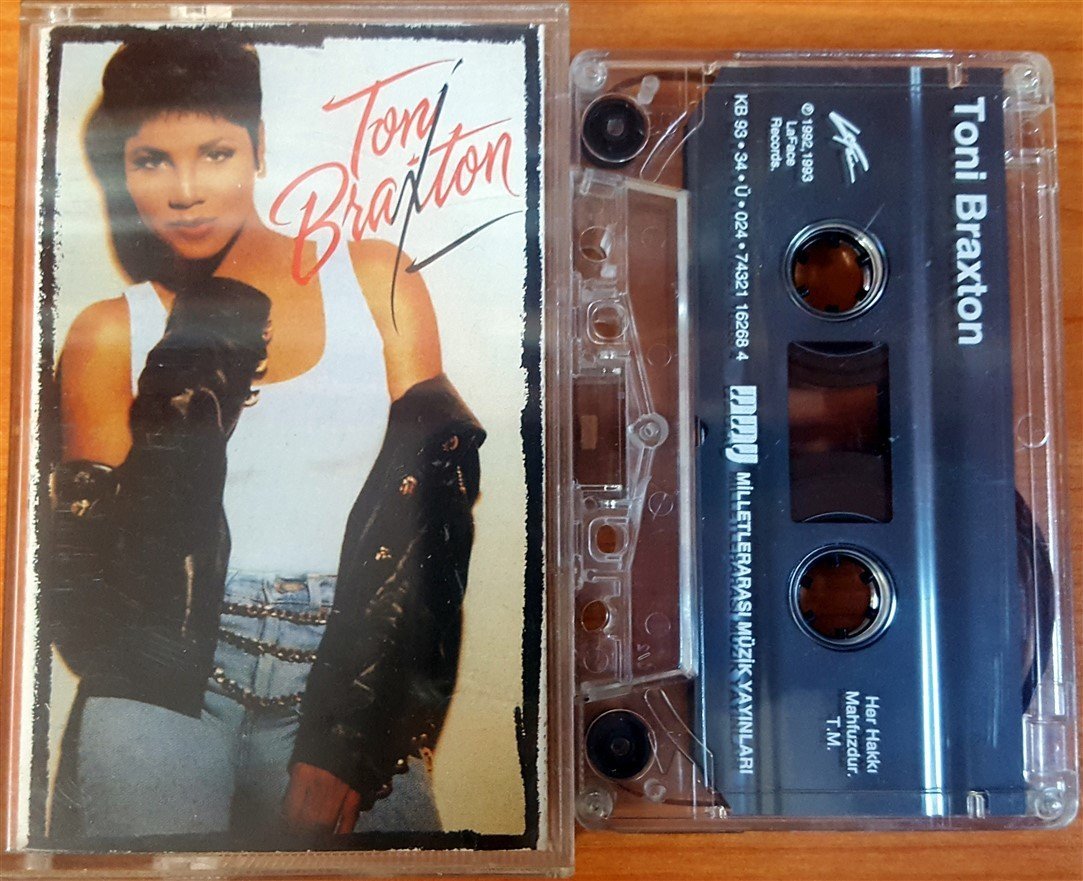 Toni
Braxton
Toni Braxton
LaFace
℗ 1992,1993
LaFace
Records.
KB 93 • 34 • Ü • 024 • 74321 16268 4
mmy MİLLETLERARASI MÜZİK YAYINLARI
Her Hakkı
Mahfuzdur.
T.M.